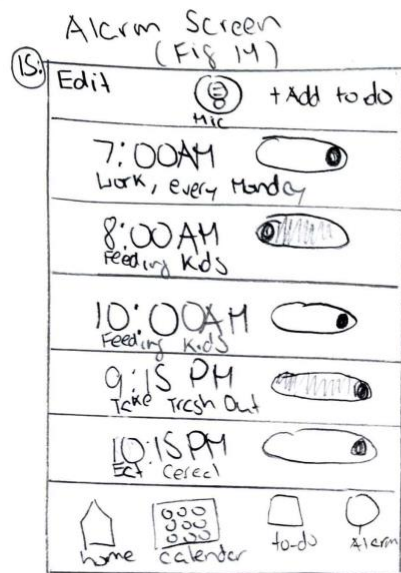 Alarm Screen
(Fig 14)
15:
Edit
Mic
+Add to do
7:00AM
Work, every Monday
8:00AM
Feeding Kids
10:00AM
Feeding Kids
9:15 PM
Take Trash Out
10:15PM
Eat Cereal
home
calendar
to-do
Alarm